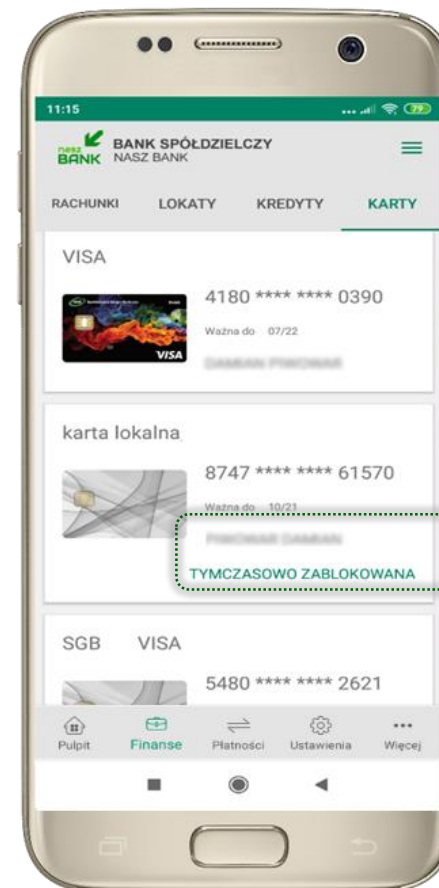 11:15
79
nasz BANK
BANK SPÓŁDZIELCZY
NASZ BANK
RACHUNKI LOKATY KREDYTY KARTY
VISA
4180 **** **** 0390
Ważna do 07/22
VISA
karta lokalna
8747 **** **** 61570
Ważna do 10/21
TYMCZASOWO ZABLOKOWANA
SGB VISA
5480 **** **** 2621
Pulpit Finanse Płatności Ustawienia Więcej